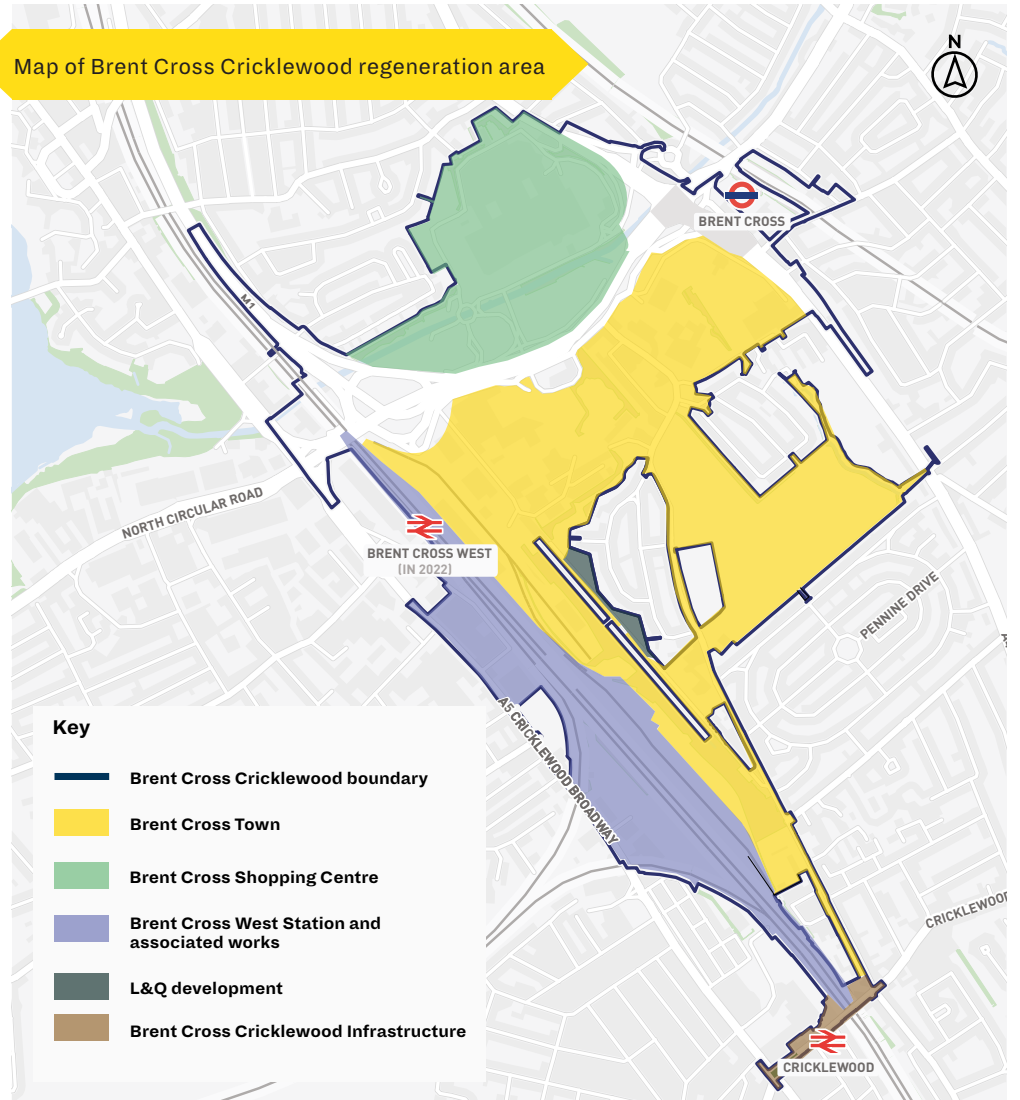 Map of Brent Cross Cricklewood regeneration area
N
BRENT CROSS
M1
NORTH CIRCULAR ROAD
BRENT CROSS WEST
(IN 2022)
PENNINE DRIVE
A5 CRICKLEWOOD BROADWAY
Key
Brent Cross Cricklewood boundary
Brent Cross Town
Brent Cross Shopping Centre
Brent Cross West Station and
associated works
L&Q development
Brent Cross Cricklewood Infrastructure
CRICKLEWOOD
CRICKLEWOOD